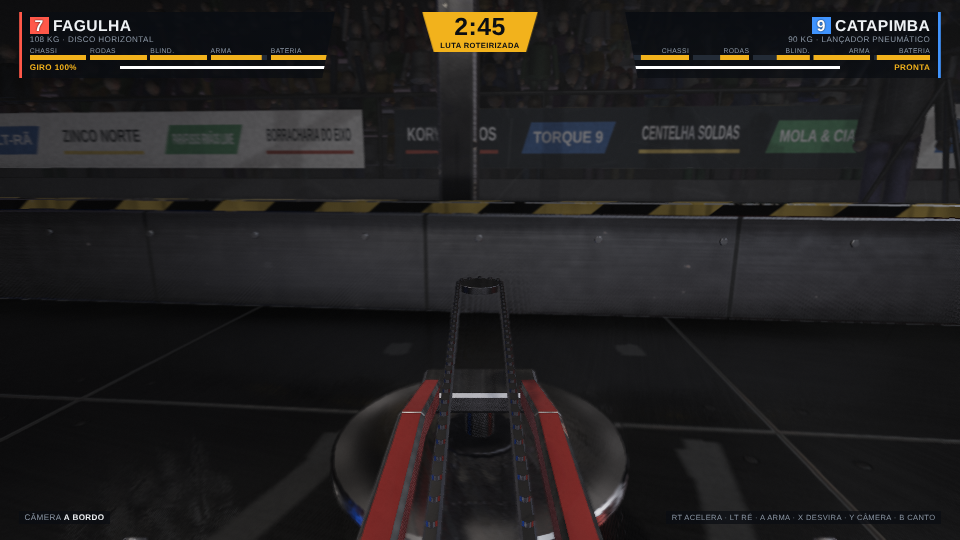 7 FAGULHA
108 KG · DISCO HORIZONTAL
CHASSI RODAS BLIND. ARMA BATERIA
GIRO 100%
2:45
LUTA ROTEIRIZADA
9 CATAPIMBA
90 KG · LANÇADOR PNEUMÁTICO
CHASSI RODAS BLIND. ARMA BATERIA
PRONTA
ZINCO NORTE
BORRACHARIA DO EIXO
TORQUE 9
CENTELHA SOLDAS
MOLA & CIA
CÂMERA A BORDO
RT ACELERA · LT RÉ · A ARMA · X DESVIRA · Y CÂMERA · B CANTO